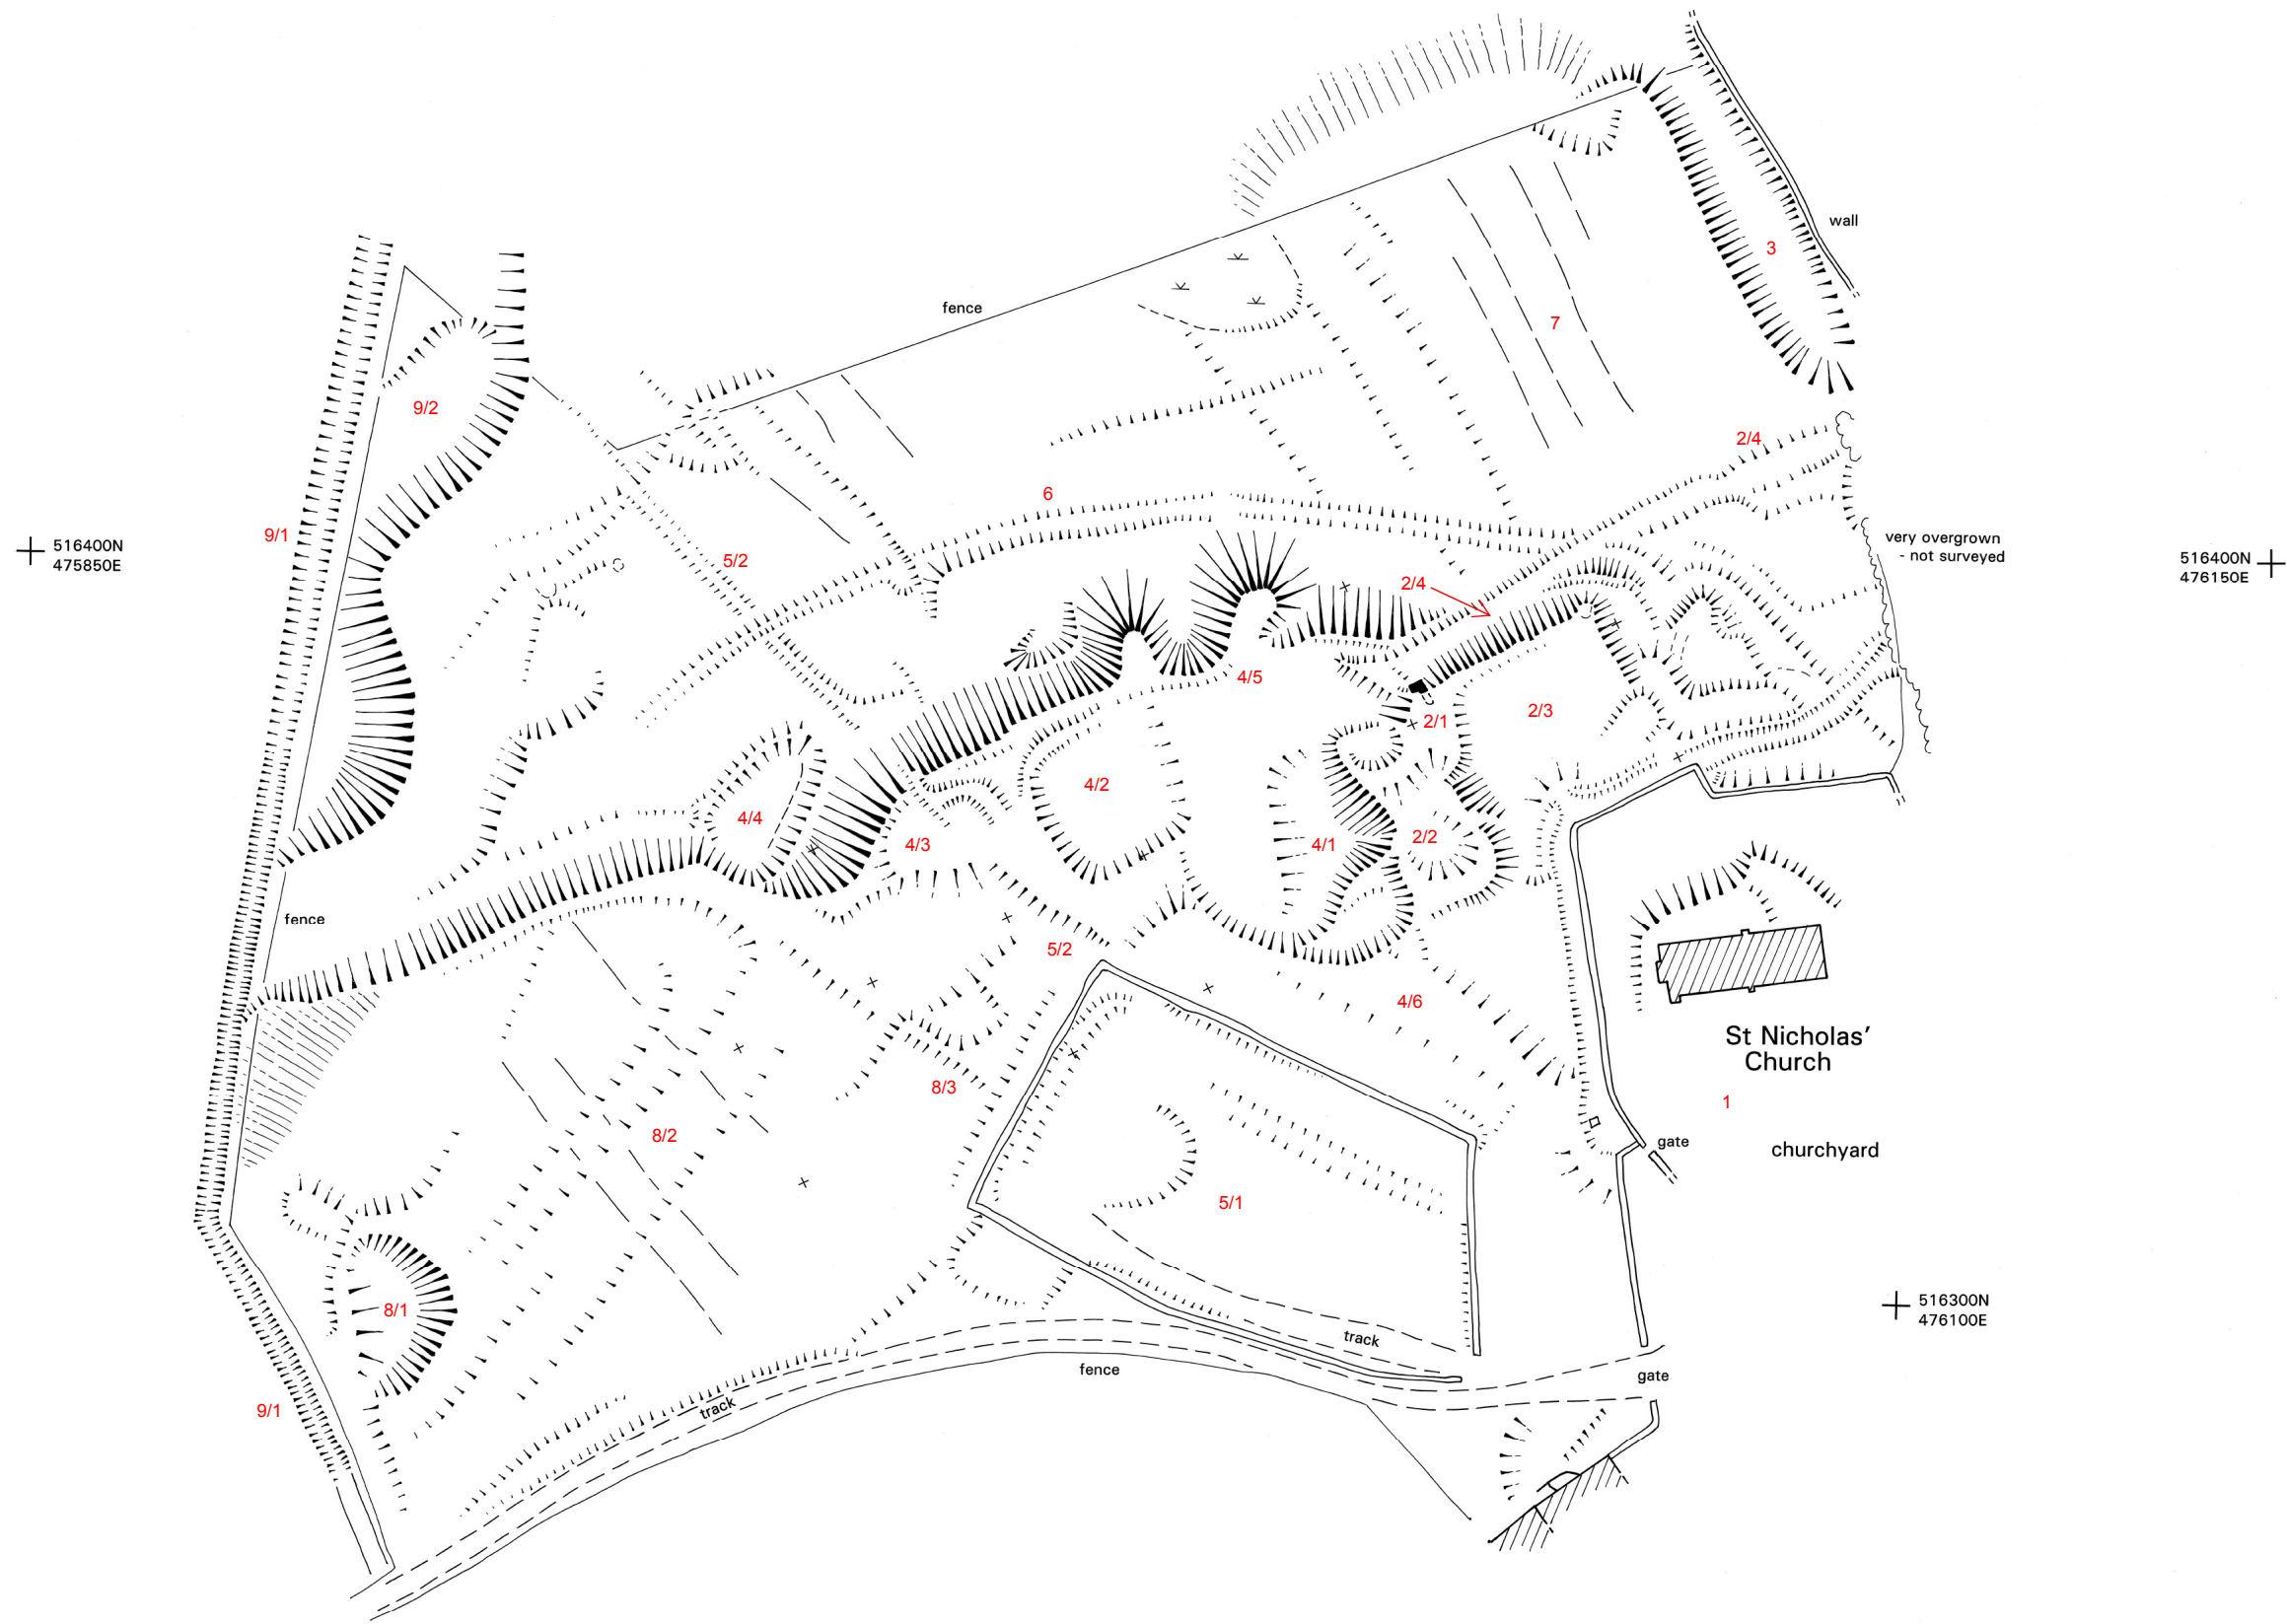 wall
3
fence
7
9/2
2/4
6
9/1
very overgrown
- not surveyed
516400N
475850E
516400N
476150E
5/2
2/4
4/5
2/1
2/3
4/2
4/4
4/3
4/1
2/2
fence
5/2
4/6
St Nicholas'
Church
8/3
1
8/2
gate
churchyard
5/1
8/1
516300N
476100E
track
fence
gate
track
9/1